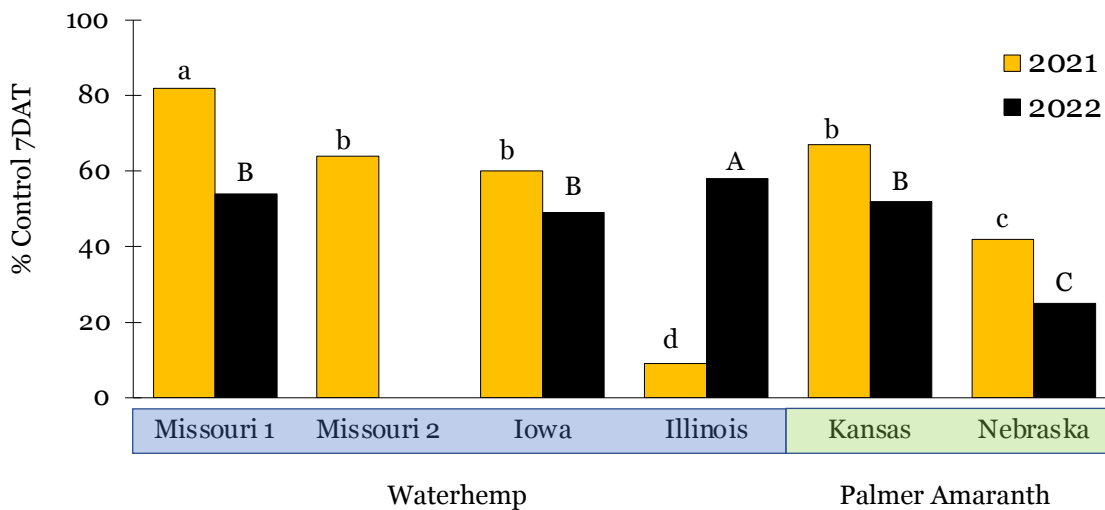 100
80
60
40
20
0
% Control 7DAT
a
B
b
b
B
d
A
b
B
c
C
2021
2022
Missouri 1
Missouri 2
Iowa
Illinois
Kansas
Nebraska
Waterhemp
Palmer Amaranth